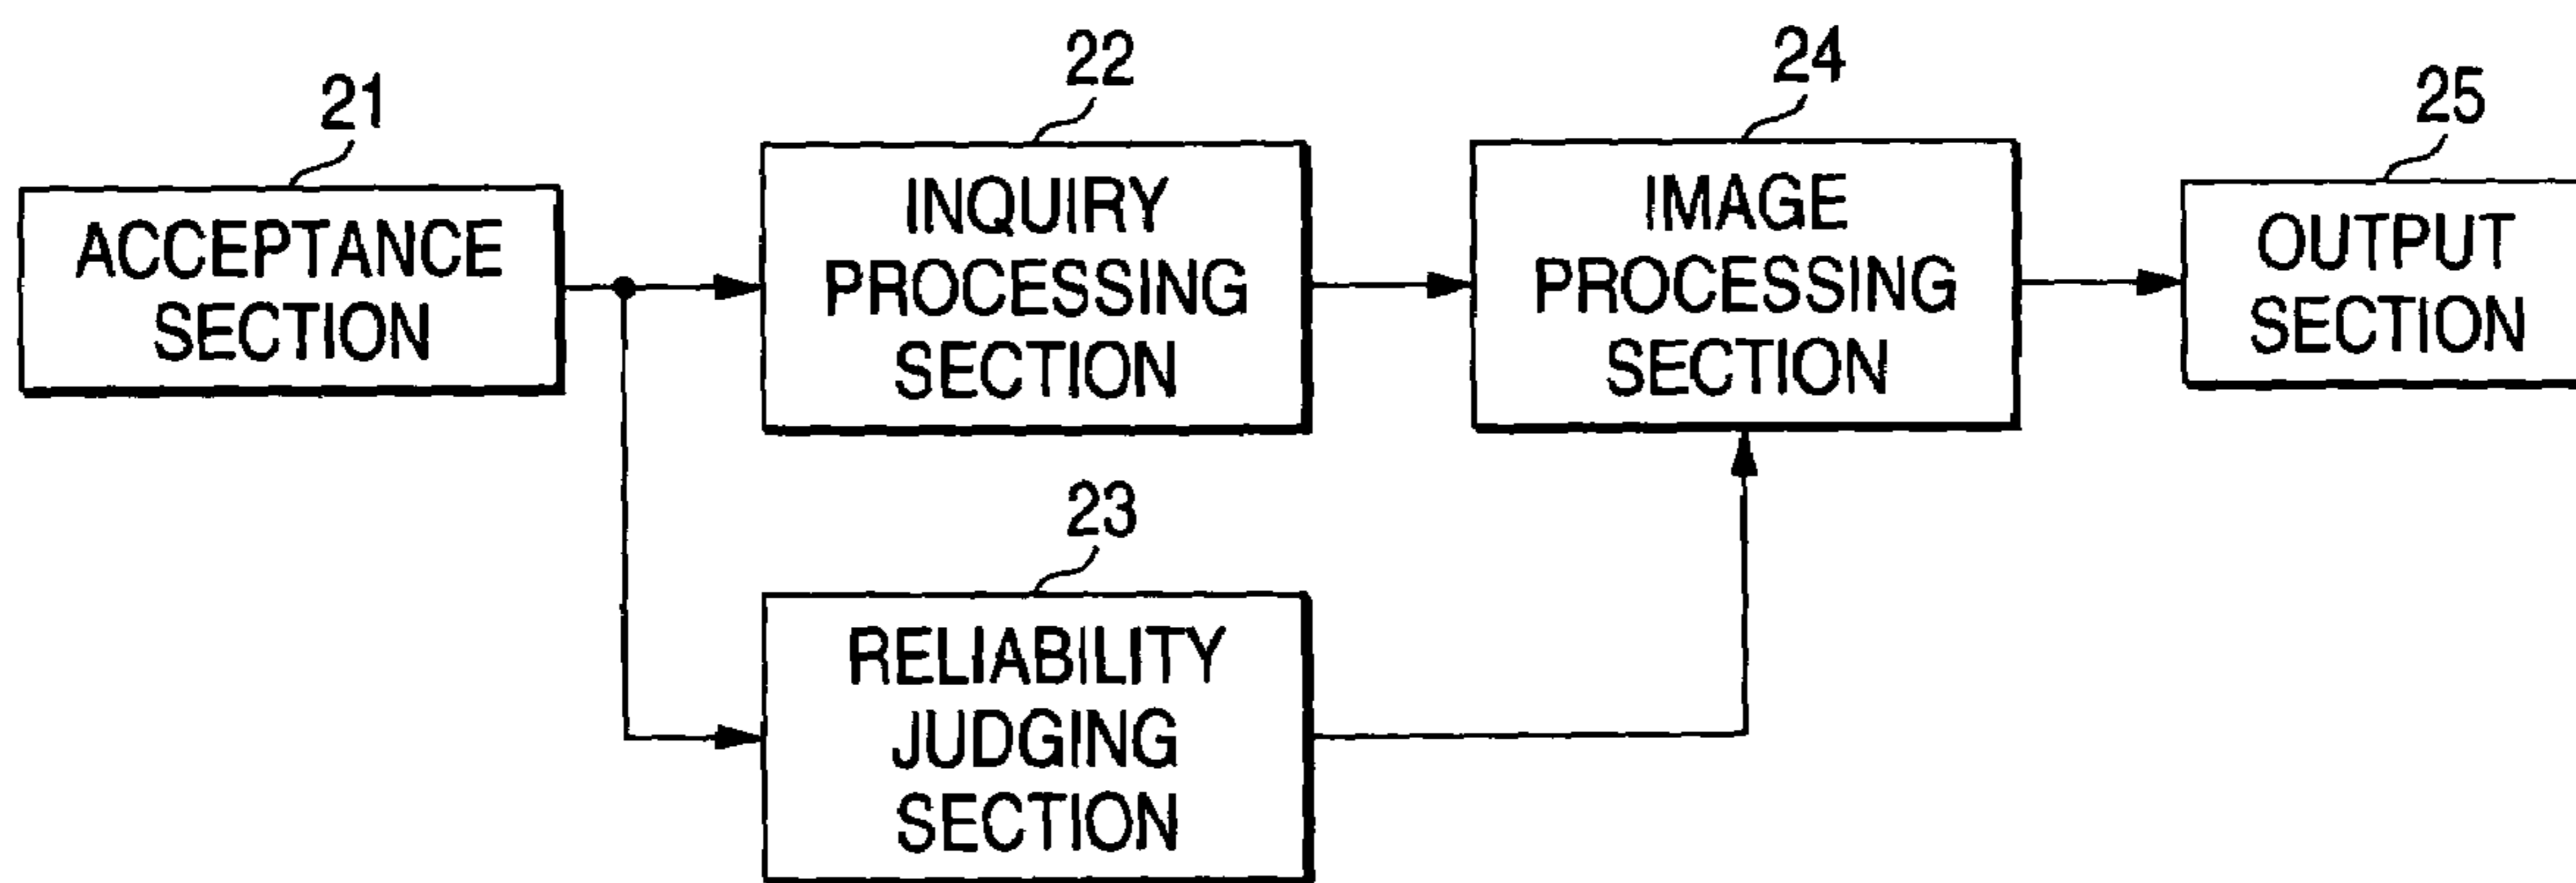 21
ACCEPTANCE
SECTION
22
INQUIRY
PROCESSING
SECTION
23
RELIABILITY
JUDGING
SECTION
24
IMAGE
PROCESSING
SECTION
25
OUTPUT
SECTION